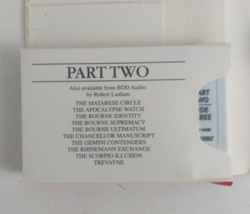 PART TWO
Also available from BDD Audio
by Robert Ludlum
THE MATARESE CIRCLE
THE APOCALYPSE WATCH
THE BOURNE IDENTITY
THE BOURNE SUPREMACY
THE BOURNE ULTIMATUM
THE CHANCELLOR MANUSCRIPT
THE GEMINI CONTENDERS
THE RHINEMANN EXCHANGE
THE SCORPIO ILLUSION
TREVAYNE
PART
TWO